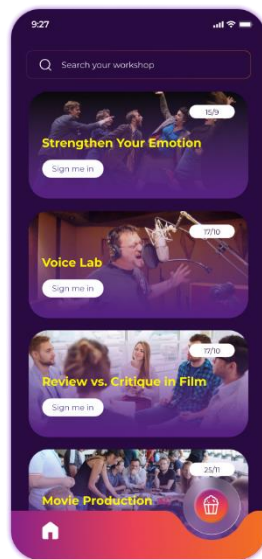 9:27
Search your workshop
15/9
Strengthen Your Emotion
Sign me in
17/10
Voice Lab
Sign me in
17/10
Review vs. Critique in Film
Sign me in
25/11
Movie Production